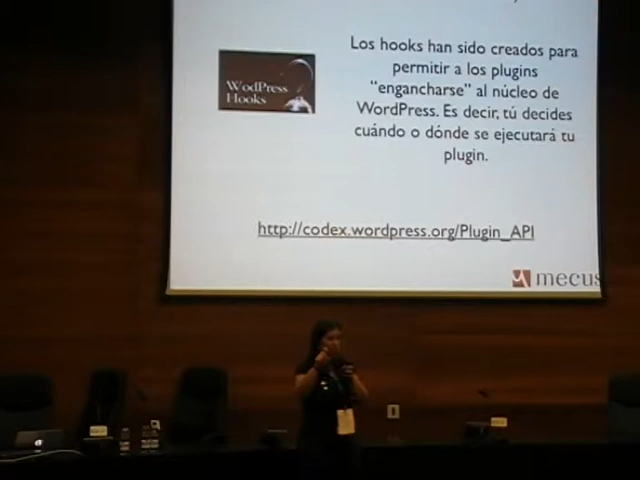 Los hooks han sido creados para
permitir a los plugins
“engancharse” al núcleo de
WordPress. Es decir, tú decides
cuándo o dónde se ejecutará tu
plugin.
WodPress
Hooks
http://codex.wordpress.org/Plugin_API
mecus